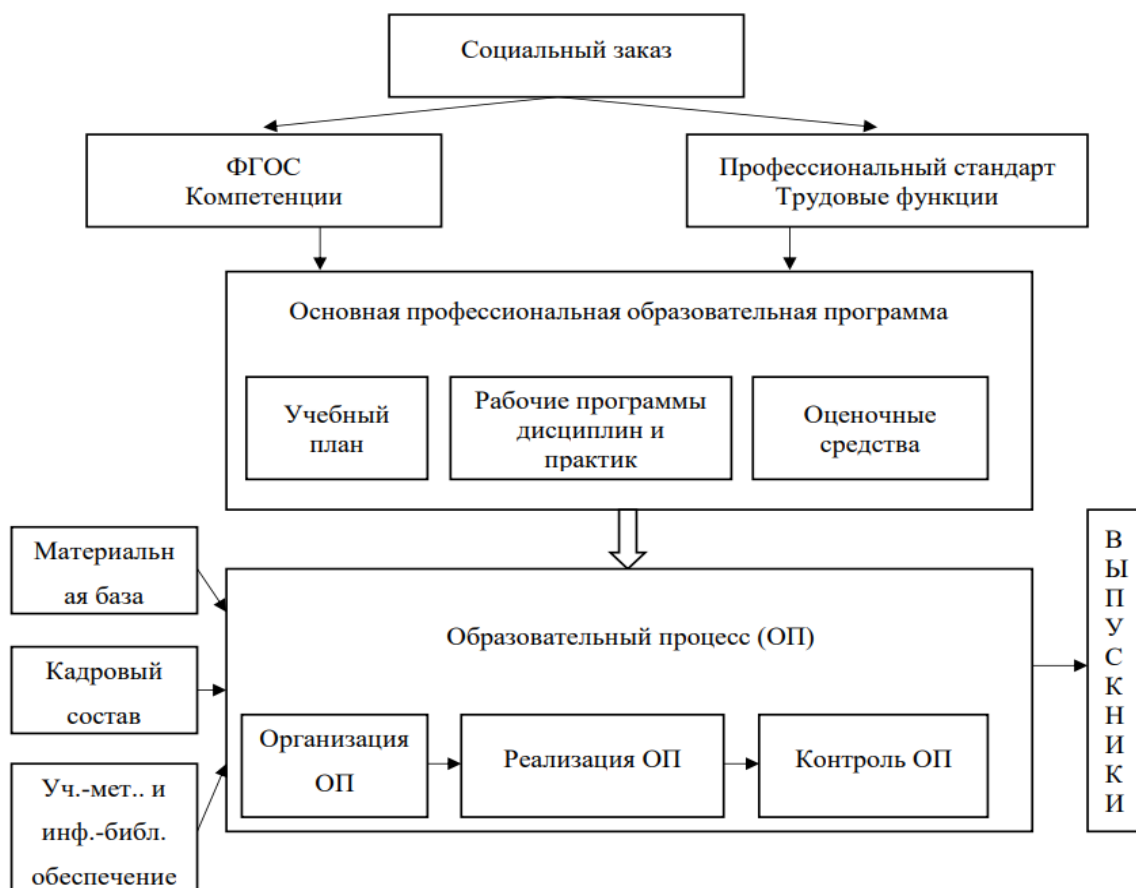 Социальный заказ
ФГОС
Компетенции
Профессиональный стандарт
Трудовые функции
Основная профессиональная образовательная программа
Учебный
план
Рабочие программы
дисциплин и
практик
Оценочные
средства
Материальн
ая база
Кадровый
состав
Уч.-мет.. и
инф.-библ.
обеспечение
Образовательный процесс (ОП)
Организация
ОП
Реализация ОП
Контроль ОП
В
Ы
П
У
С
К
Н
И
К
И